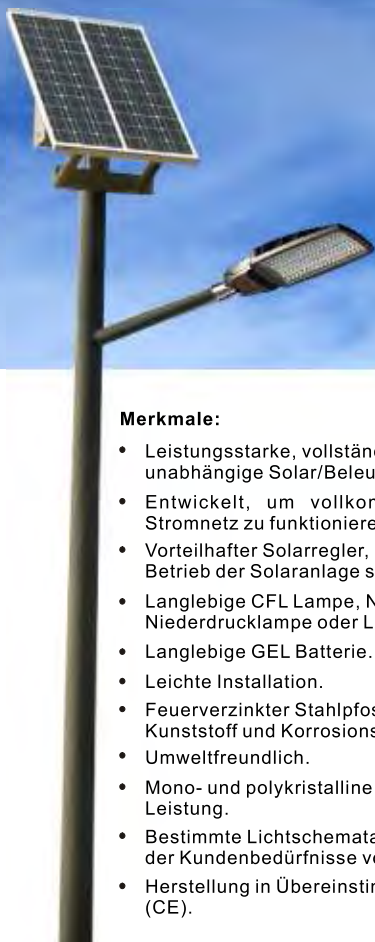 Merkmale:
• Leistungsstarke, vollständ
unabhängige Solar/Beleu
• Entwickelt, um vollkon
Stromnetz zu funktioniere
• Vorteilhafter Solarregler,
Betrieb der Solaranlage s
• Langlebige CFL Lampe, N
Niederdrucklampe oder L
• Langlebige GEL Batterie.
• Leichte Installation.
• Feuerverzinkter Stahlpfos
Kunststoff und Korrosions
• Umweltfreundlich.
• Mono- und polykristalline
Leistung.
• Bestimmte Lichtschemata
der Kundenbedürfnisse ve
• Herstellung in Übereinstin
(CE).